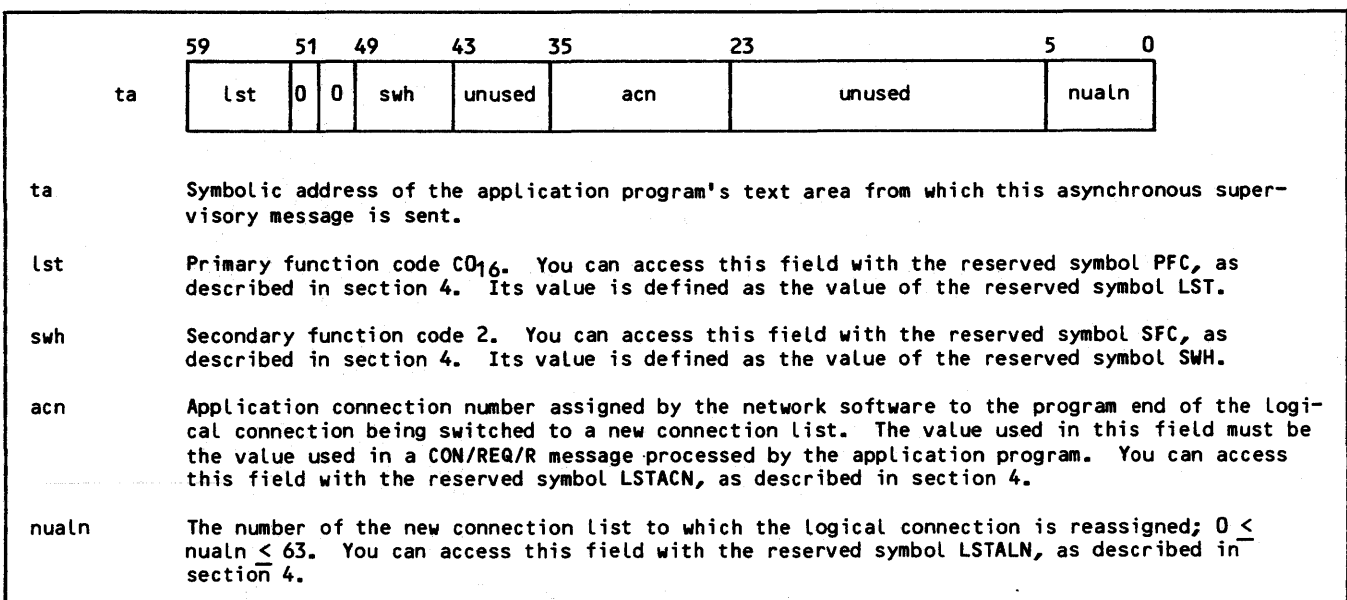 59 51 49 43 35 23 5 0
ta lst 0 0 swh unused acn unused nualn
ta Symbolic address of the application program's text area from which this asynchronous super-
visory message is sent.
lst Primary function code C0₁₆. You can access this field with the reserved symbol PFC, as
described in section 4. Its value is defined as the value of the reserved symbol LST.
swh Secondary function code 2. You can access this field with the reserved symbol SFC, as
described in section 4. Its value is defined as the value of the reserved symbol SWH.
acn Application connection number assigned by the network software to the program end of the logi-
cal connection being switched to a new connection list. The value used in this field must be
the value used in a CON/REQ/R message processed by the application program. You can access
this field with the reserved symbol LSTACN, as described in section 4.
nualn The number of the new connection list to which the logical connection is reassigned; 0 ≤
nualn ≤ 63. You can access this field with the reserved symbol LSTALN, as described in
section 4.